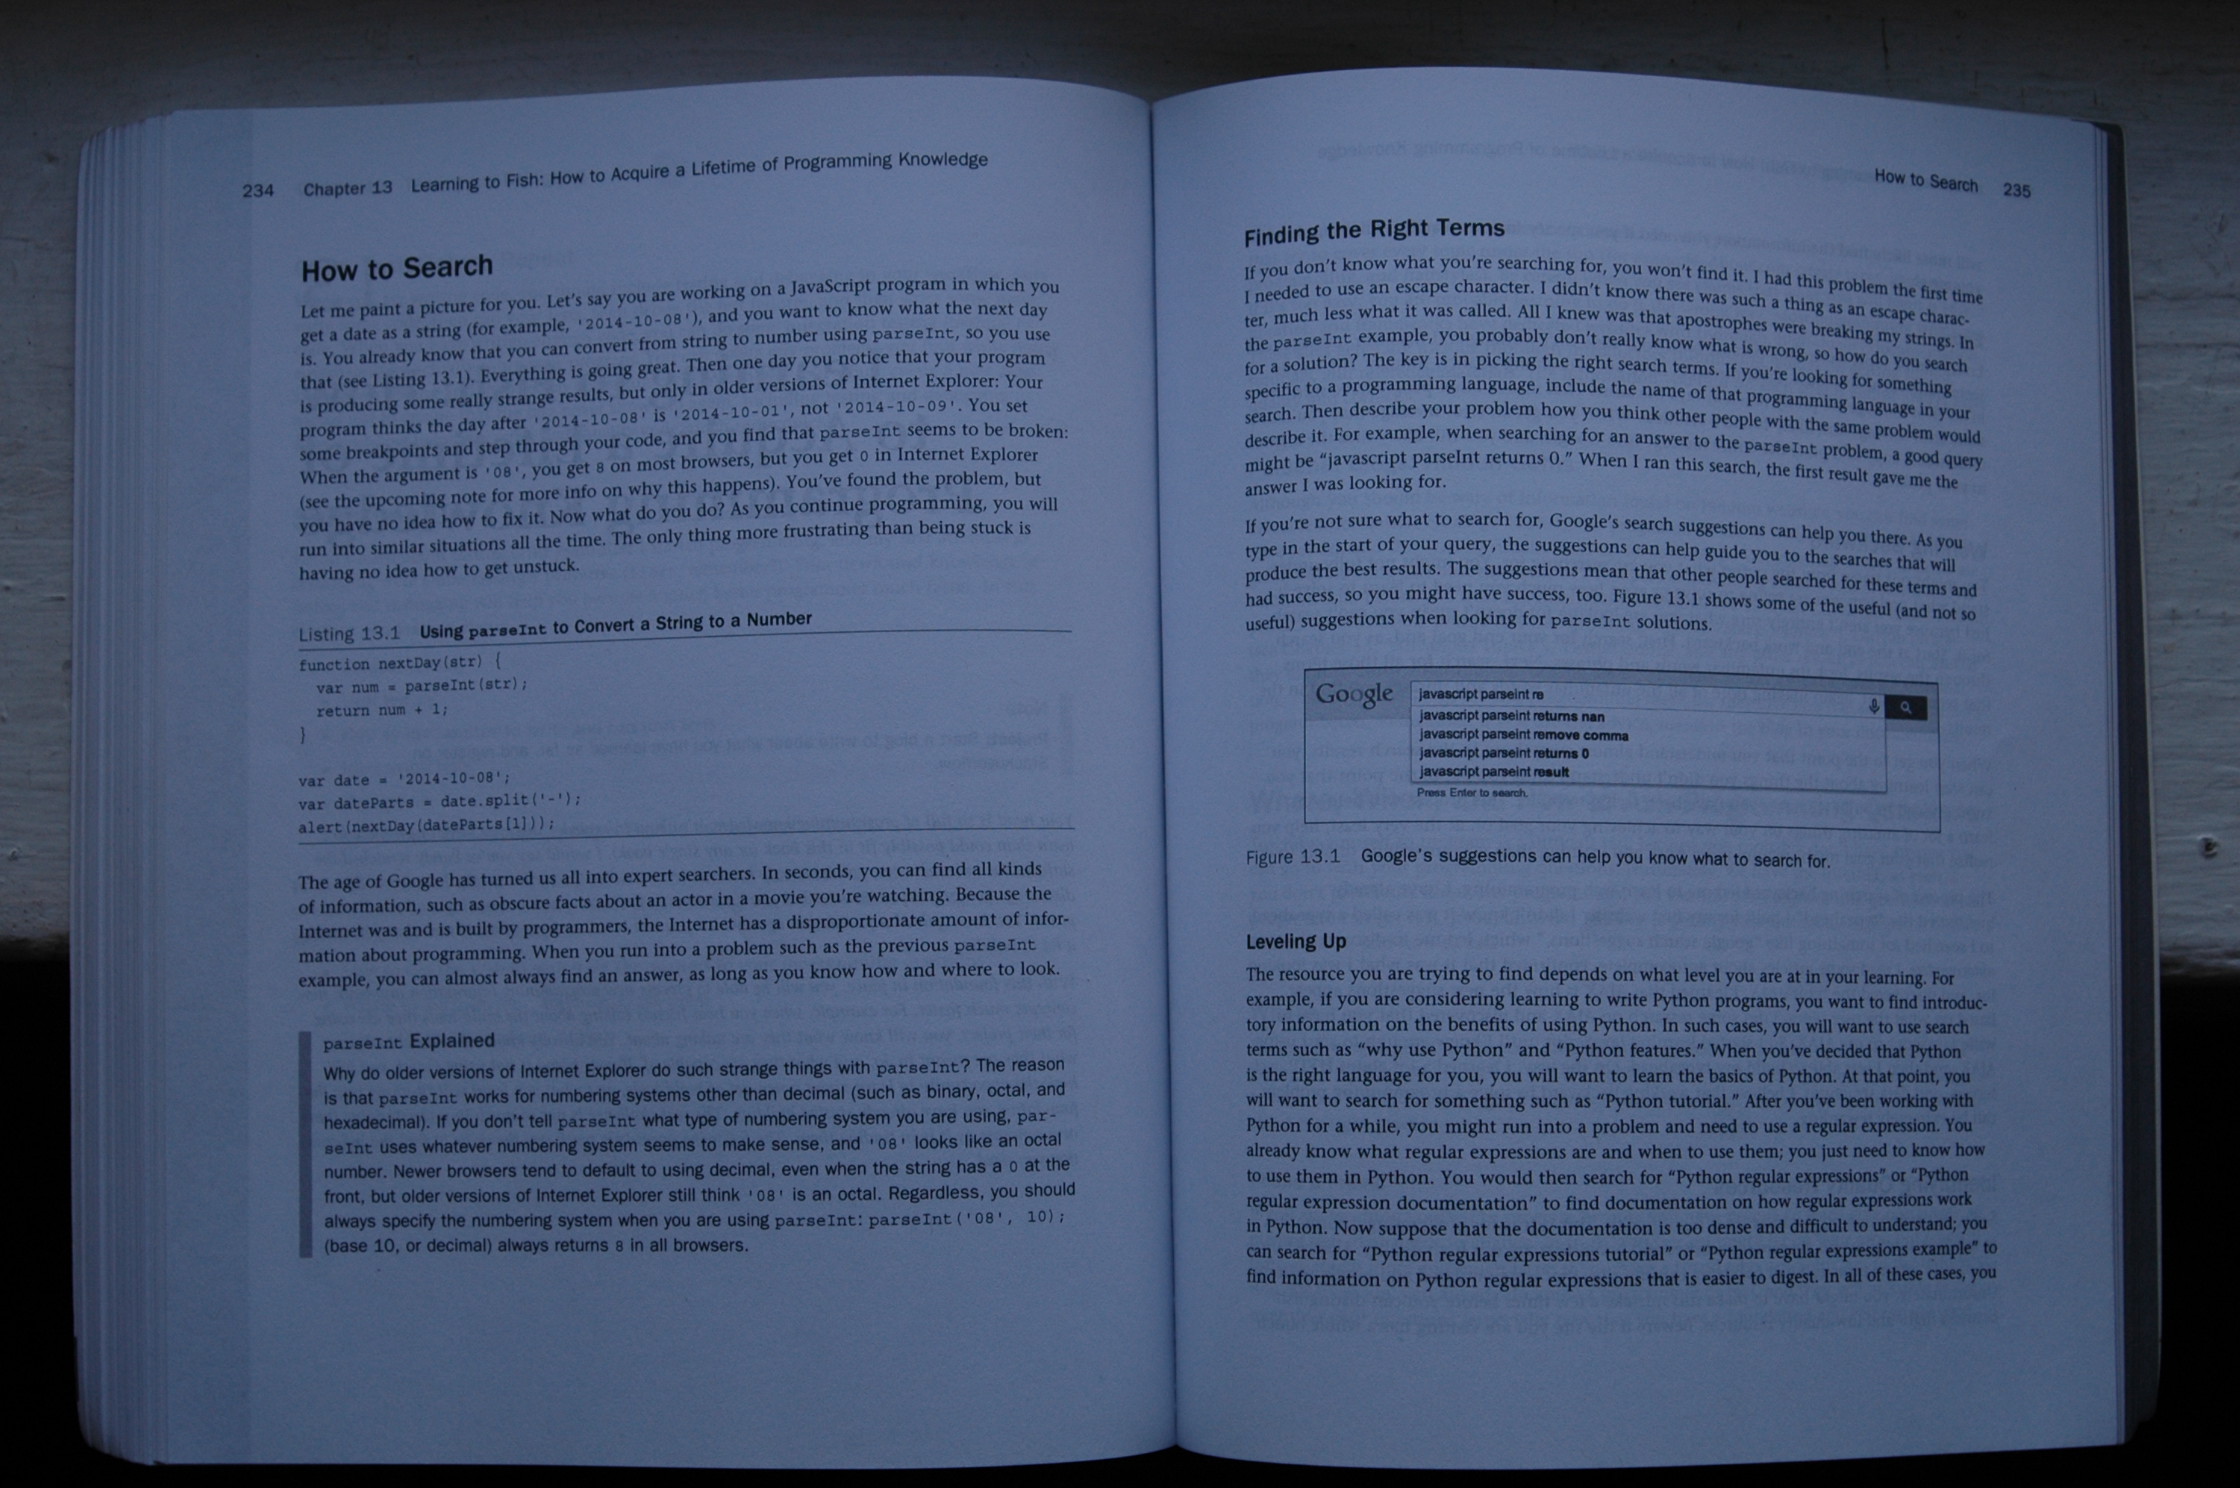 234 Chapter 13 Learning to Fish: How to Acquire a Lifetime of Programming Knowledge
How to Search
Let me paint a picture for you. Let's say you are working on a JavaScript program in which you
get a date as a string (for example, '2014-10-08'), and you want to know what the next day
is. You already know that you can convert from string to number using parseInt, so you use
that (see Listing 13.1). Everything is going great. Then one day you notice that your program
is producing some really strange results, but only in older versions of Internet Explorer: Your
program thinks the day after '2014-10-08' is '2014-10-01', not '2014-10-09'. You set
some breakpoints and step through your code, and you find that parseInt seems to be broken:
When the argument is '08', you get 8 on most browsers, but you get 0 in Internet Explorer
(see the upcoming note for more info on why this happens). You've found the problem, but
you have no idea how to fix it. Now what do you do? As you continue programming, you will
run into similar situations all the time. The only thing more frustrating than being stuck is
having no idea how to get unstuck.
Listing 13.1 Using parseInt to Convert a String to a Number
function nextDay(str) {
  var num = parseInt(str);
  return num + 1;
}
var date = '2014-10-08';
var dateParts = date.split('-');
alert(nextDay(dateParts[1]));
The age of Google has turned us all into expert searchers. In seconds, you can find all kinds
of information, such as obscure facts about an actor in a movie you're watching. Because the
Internet was and is built by programmers, the Internet has a disproportionate amount of infor-
mation about programming. When you run into a problem such as the previous parseInt
example, you can almost always find an answer, as long as you know how and where to look.
parseInt Explained
Why do older versions of Internet Explorer do such strange things with parseInt? The reason
is that parseInt works for numbering systems other than decimal (such as binary, octal, and
hexadecimal). If you don't tell parseInt what type of numbering system you are using, par-
seInt uses whatever numbering system seems to make sense, and '08' looks like an octal
number. Newer browsers tend to default to using decimal, even when the string has a 0 at the
front, but older versions of Internet Explorer still think '08' is an octal. Regardless, you should
always specify the numbering system when you are using parseInt: parseInt('08', 10);
(base 10, or decimal) always returns 8 in all browsers.
How to Search 235
Finding the Right Terms
If you don't know what you're searching for, you won't find it. I had this problem the first time
I needed to use an escape character. I didn't know there was such a thing as an escape charac-
ter, much less what it was called. All I knew was that apostrophes were breaking my strings. In
the parseInt example, you probably don't really know what is wrong, so how do you search
for a solution? The key is in picking the right search terms. If you're looking for something
specific to a programming language, include the name of that programming language in your
search. Then describe your problem how you think other people with the same problem would
describe it. For example, when searching for an answer to the parseInt problem, a good query
might be "javascript parseInt returns 0." When I ran this search, the first result gave me the
answer I was looking for.
If you're not sure what to search for, Google's search suggestions can help you there. As you
type in the start of your query, the suggestions can help guide you to the searches that will
produce the best results. The suggestions mean that other people searched for these terms and
had success, so you might have success, too. Figure 13.1 shows some of the useful (and not so
useful) suggestions when looking for parseInt solutions.
Google javascript parseint re
javascript parseint returns nan
javascript parseint remove comma
javascript parseint returns 0
javascript parseint result
Press Enter to search.
Figure 13.1 Google's suggestions can help you know what to search for.
Leveling Up
The resource you are trying to find depends on what level you are at in your learning. For
example, if you are considering learning to write Python programs, you want to find introduc-
tory information on the benefits of using Python. In such cases, you will want to use search
terms such as "why use Python" and "Python features." When you've decided that Python
is the right language for you, you will want to learn the basics of Python. At that point, you
will want to search for something such as "Python tutorial." After you've been working with
Python for a while, you might run into a problem and need to use a regular expression. You
already know what regular expressions are and when to use them; you just need to know how
to use them in Python. You would then search for "Python regular expressions" or "Python
regular expression documentation" to find documentation on how regular expressions work
in Python. Now suppose that the documentation is too dense and difficult to understand; you
can search for "Python regular expressions tutorial" or "Python regular expressions example" to
find information on Python regular expressions that is easier to digest. In all of these cases, you